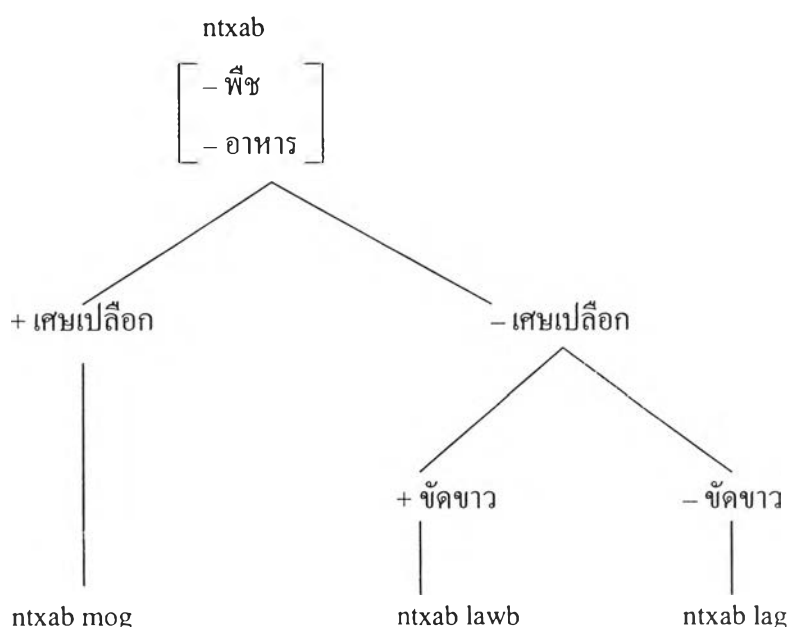 ntxab
– พืช
– อาหาร
+ เศษเปลือก – เศษเปลือก
+ ขัดขาว – ขัดขาว
ntxab mog ntxab lawb ntxab lag